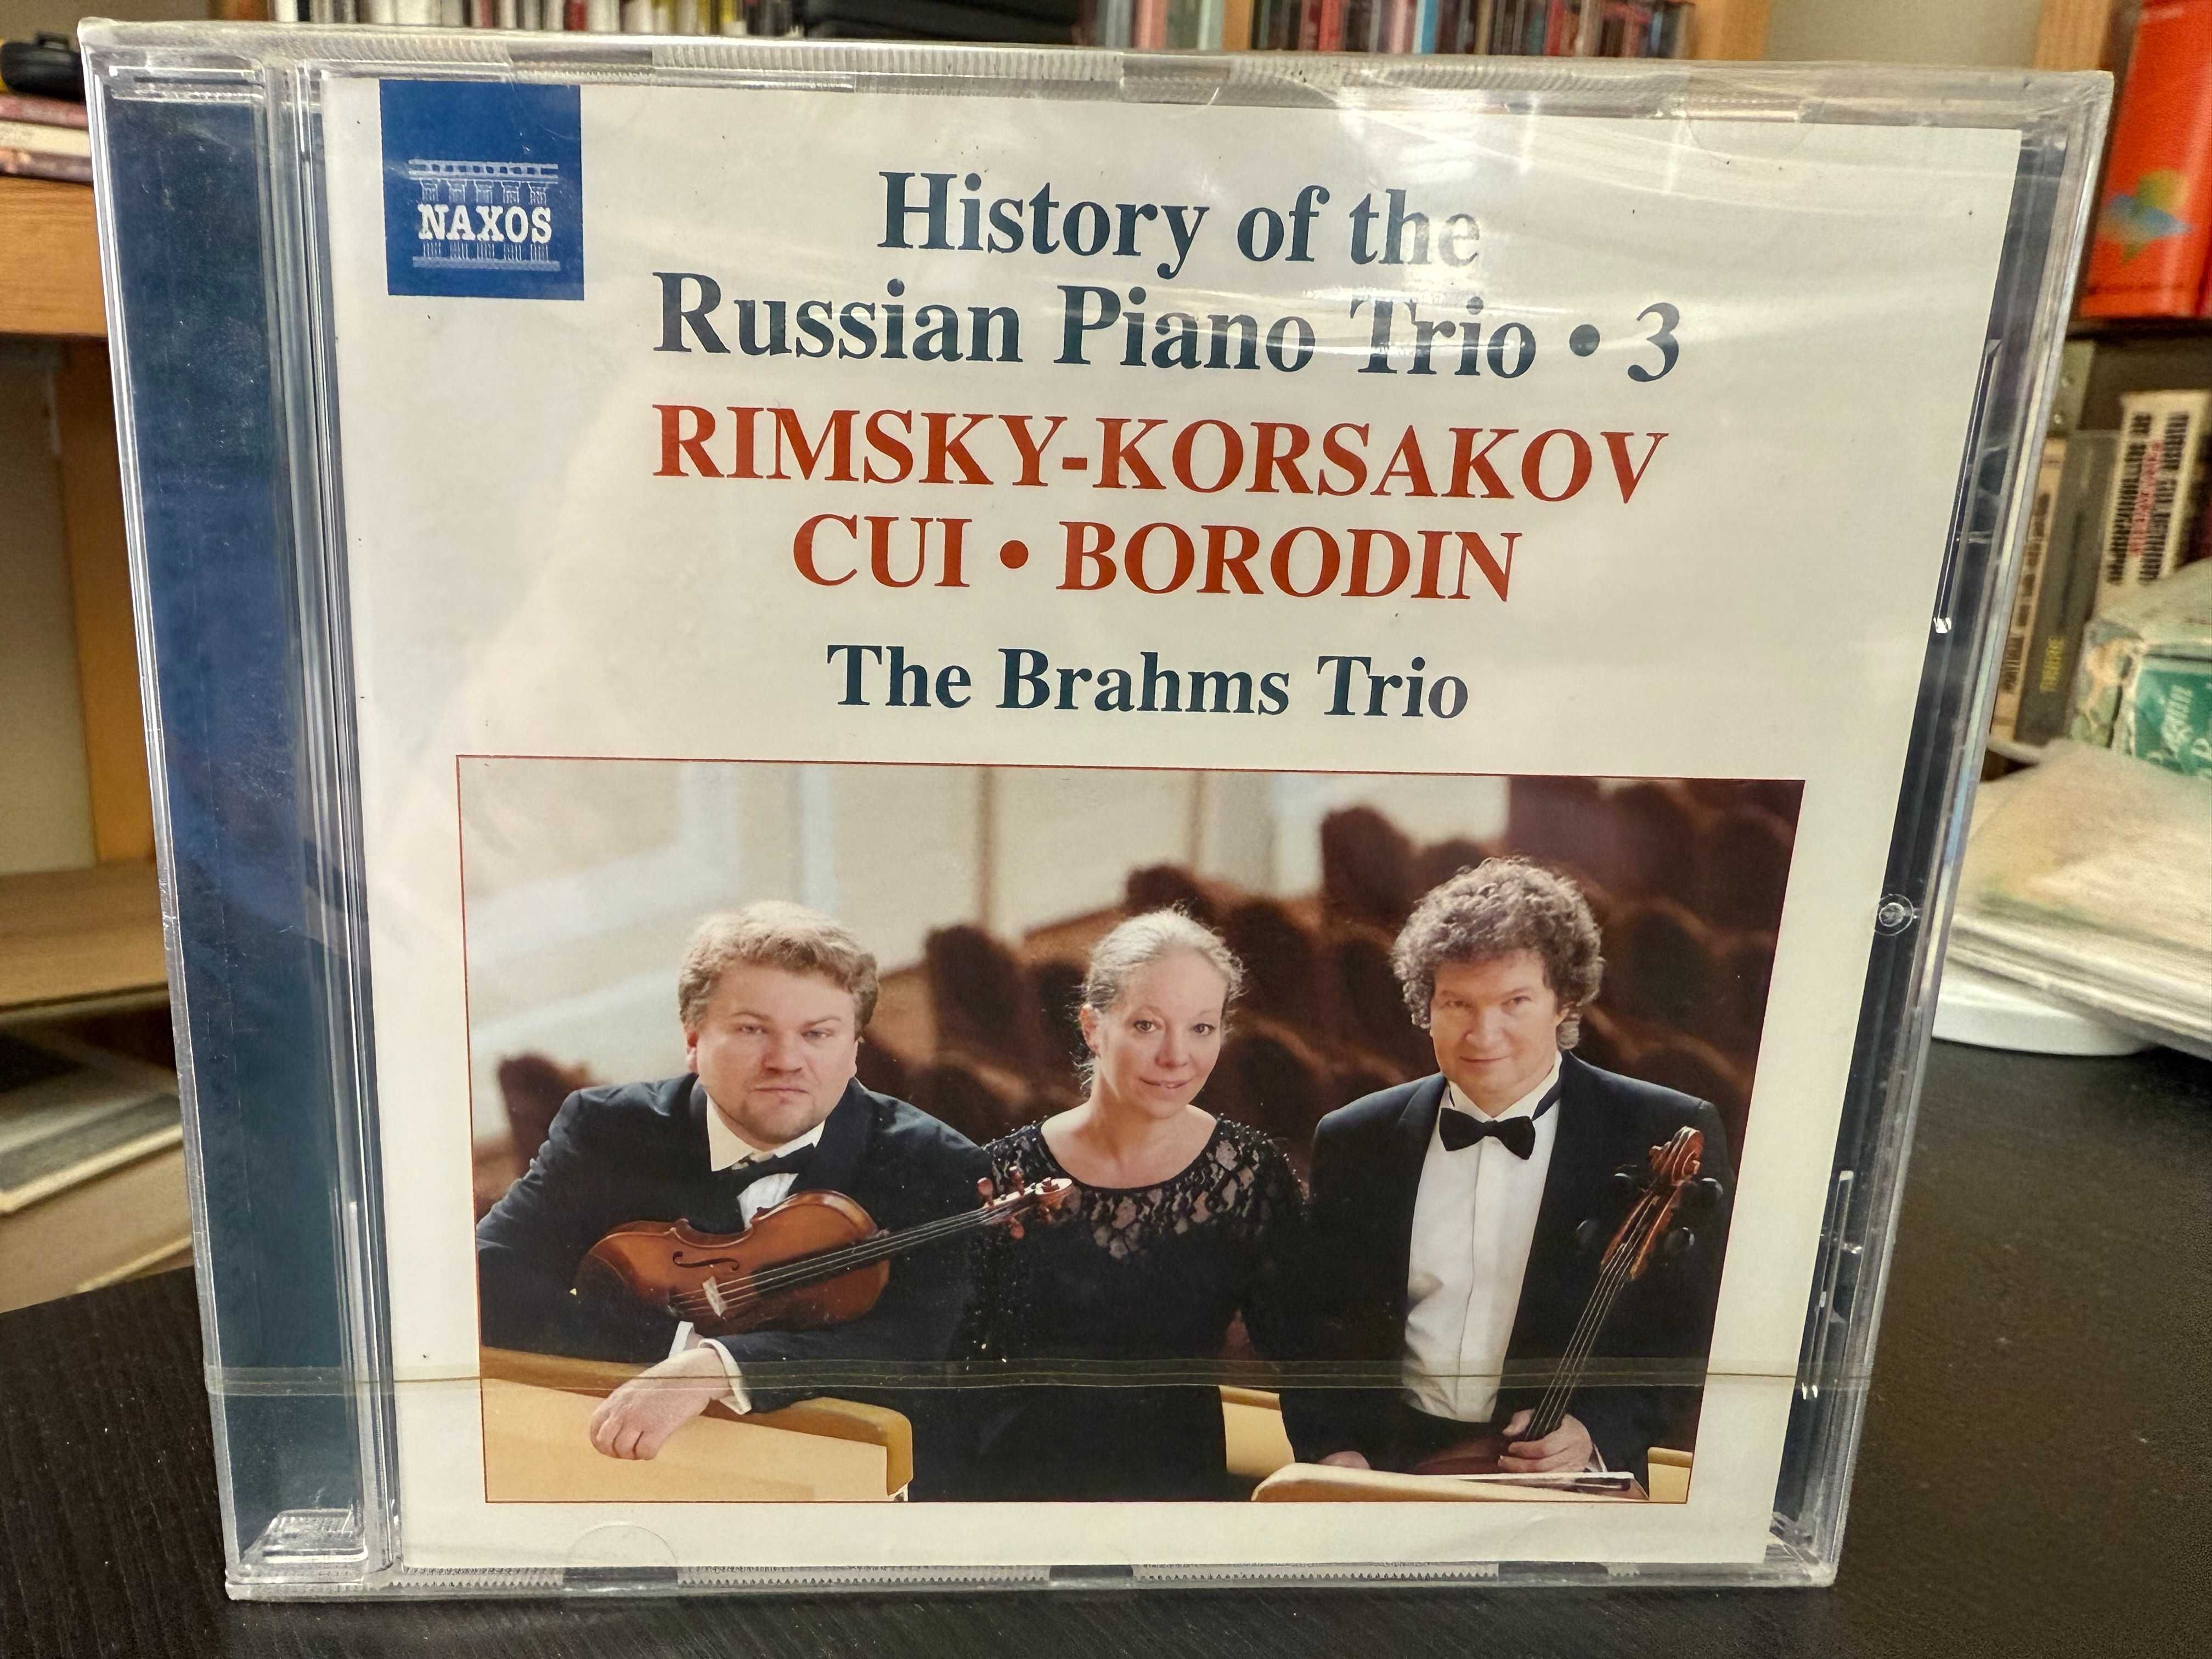 NAXOS
History of the
Russian Piano Trio • 3
RIMSKY-KORSAKOV
CUI • BORODIN
The Brahms Trio